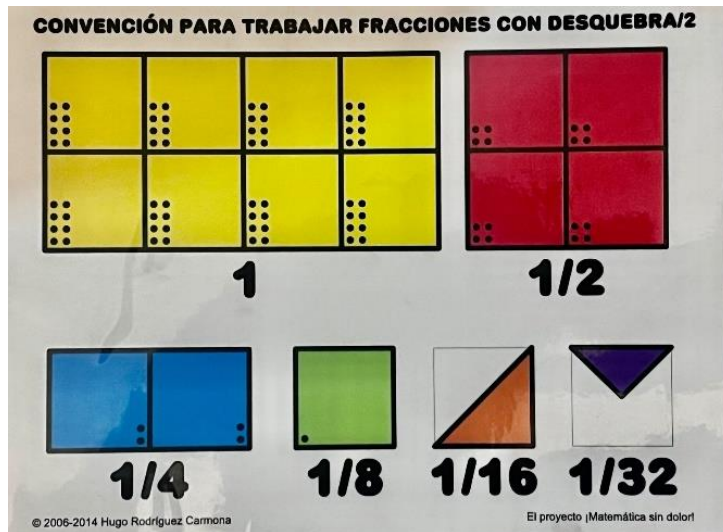 CONVENCIÓN PARA TRABAJAR FRACCIONES CON DESQUEBRA/2
1
1/2
1/4
1/8
1/16
1/32
© 2006-2014 Hugo Rodríguez Carmona
El proyecto ¡Matemática sin dolor!